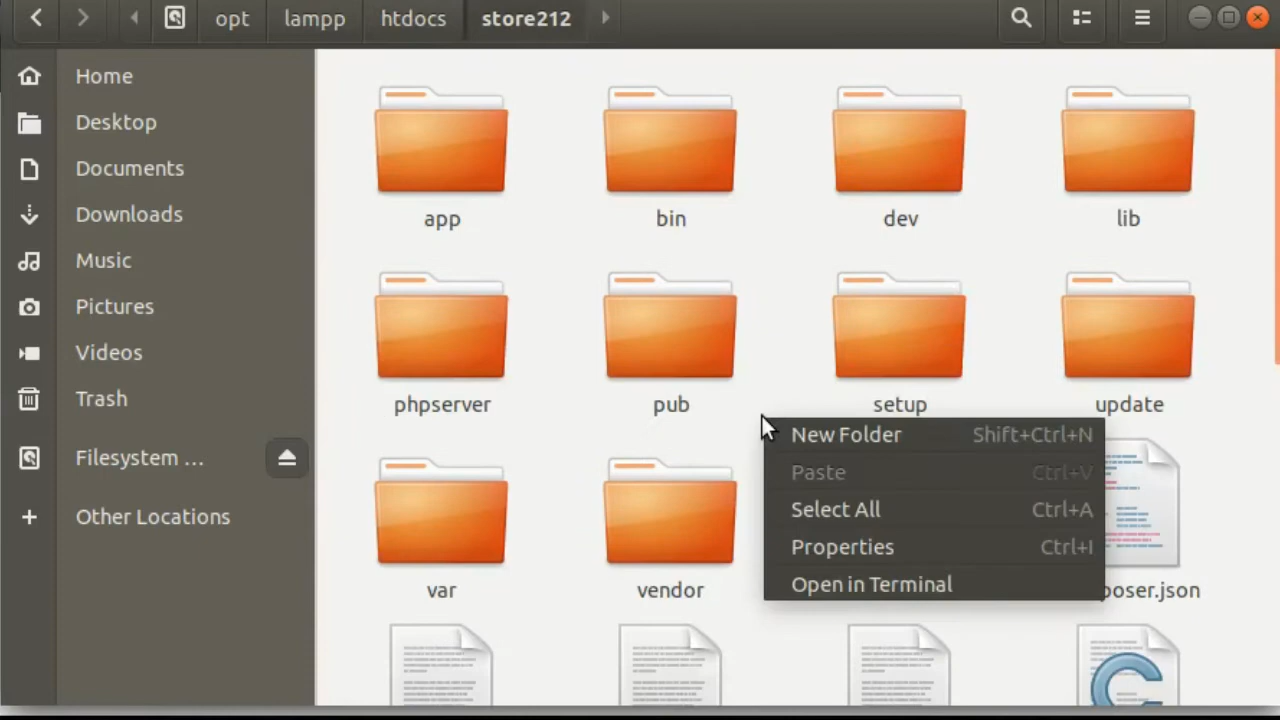 opt lampp htdocs store212
Home
Desktop
Documents
Downloads
Music
Pictures
Videos
Trash
Filesystem ...
Other Locations
app bin dev lib
phpserver pub setup update
New Folder Shift+Ctrl+N
Paste Ctrl+V
Select All Ctrl+A
Properties Ctrl+I
Open in Terminal
var vendor poser.json